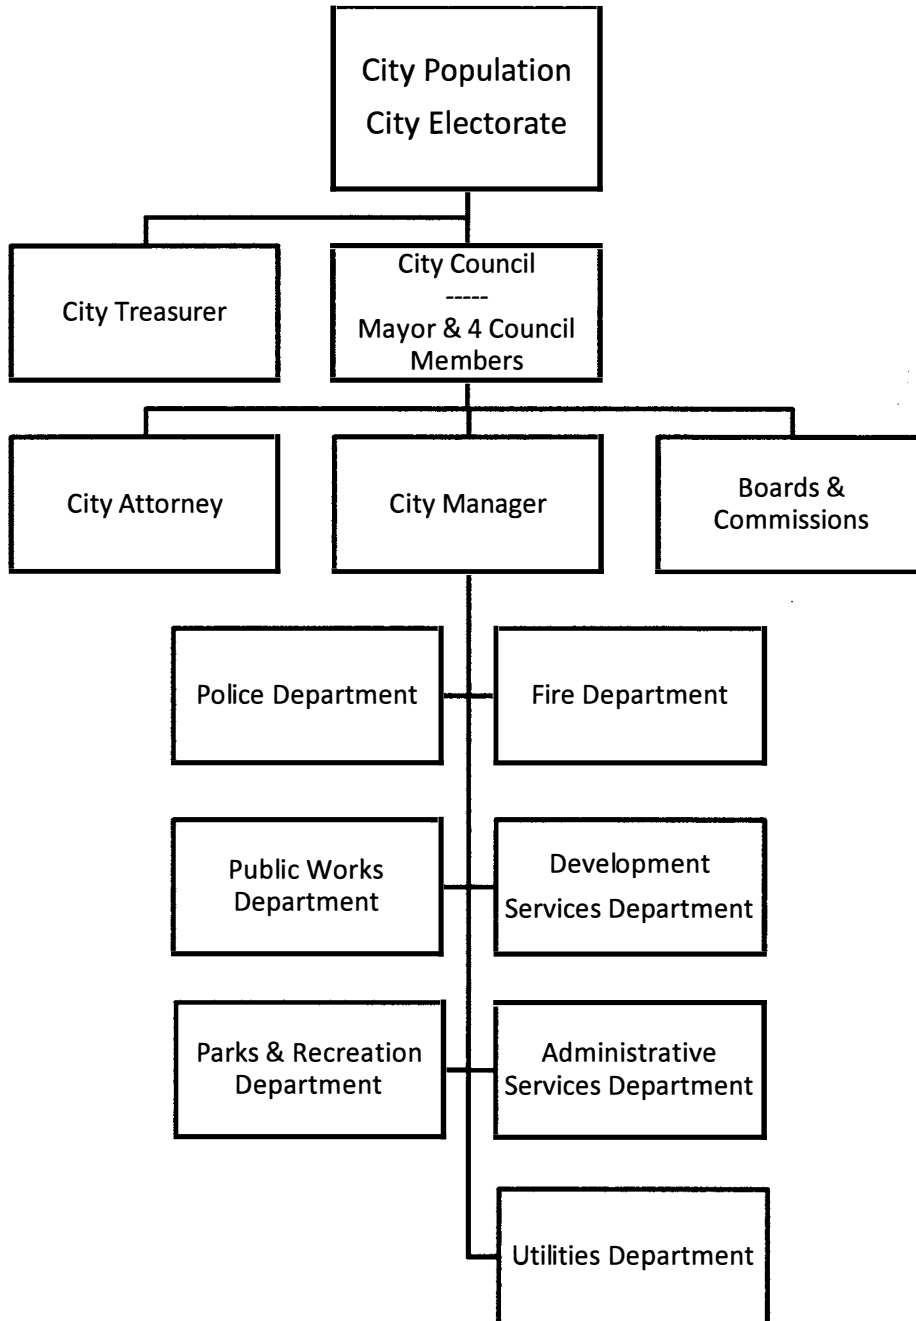 City Population
City Electorate
City Treasurer
City Council
-----
Mayor & 4 Council
Members
City Attorney
City Manager
Boards &
Commissions
Police Department
Fire Department
Public Works
Department
Development
Services Department
Parks & Recreation
Department
Administrative
Services Department
Utilities Department